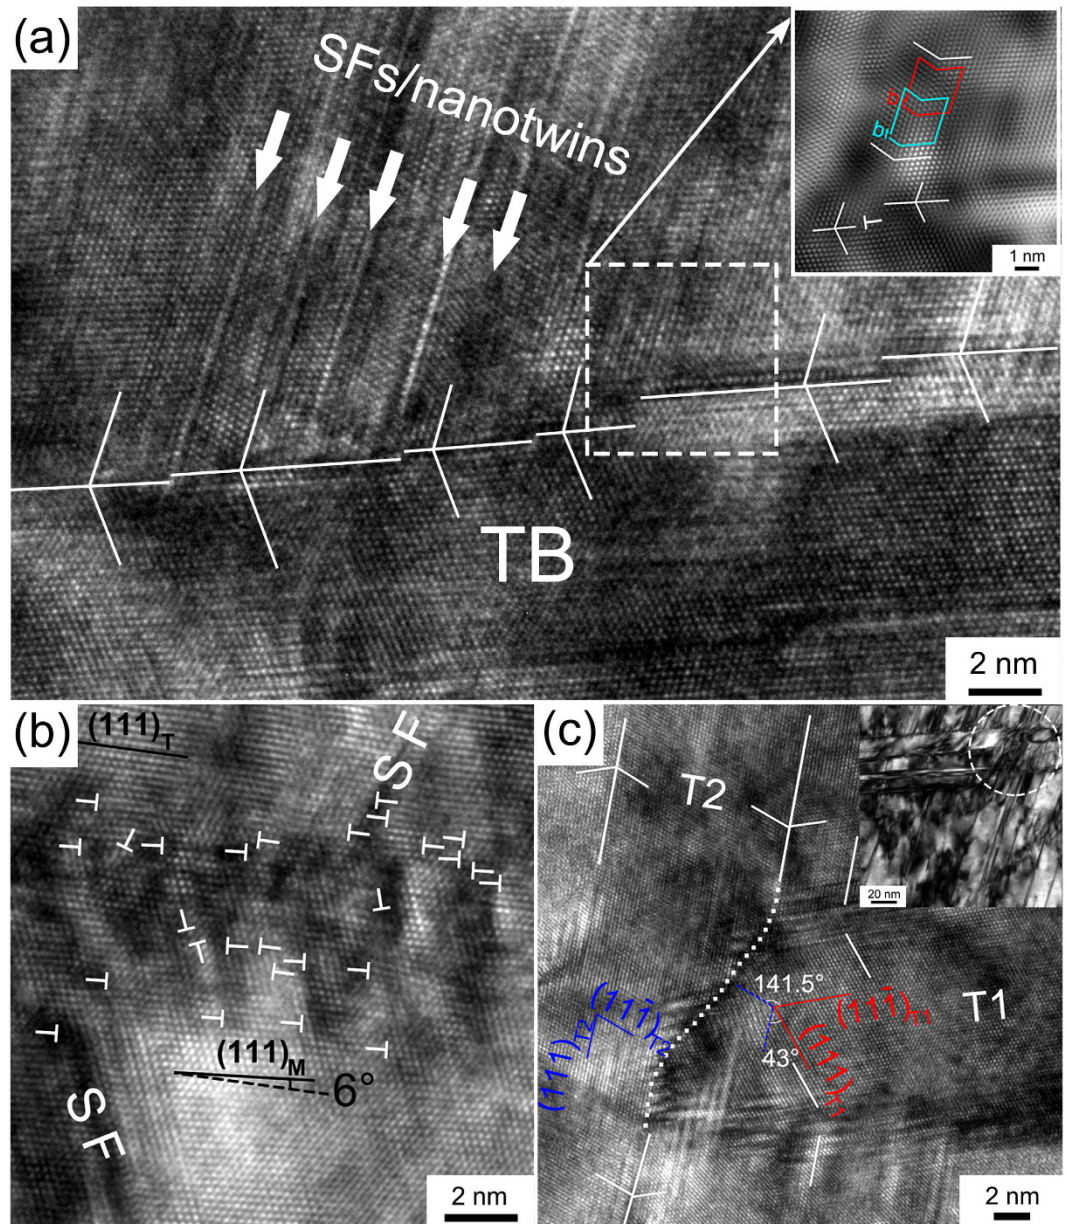 (a)
SFs/nanotwins
b
b
1 nm
TB
2 nm
(b)
(111)T
SF
(111)M
6°
SF
2 nm
(c)
T2
20 nm
141.5°
(111̄)T1
T1
(111̄)T2
(111)T2
43°
(111)T1
2 nm